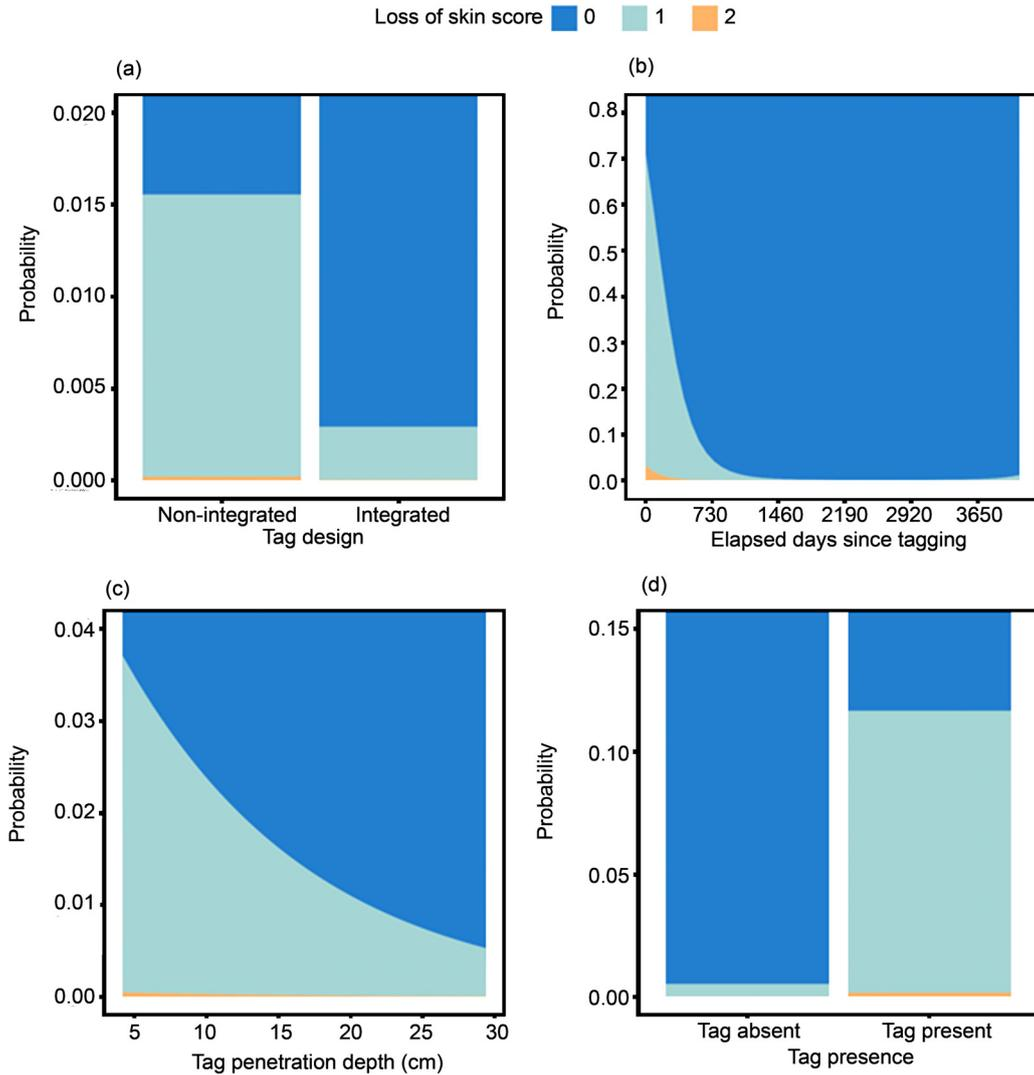 Loss of skin score 0 1 2
(a)
0.020
0.015
0.010
0.005
0.000
Probability
Non-integrated Integrated
Tag design
(b)
0.8
0.7
0.6
0.5
0.4
0.3
0.2
0.1
0.0
Probability
0 730 1460 2190 2920 3650
Elapsed days since tagging
(c)
0.04
0.03
0.02
0.01
0.00
Probability
5 10 15 20 25 30
Tag penetration depth (cm)
(d)
0.15
0.10
0.05
0.00
Probability
Tag absent Tag present
Tag presence